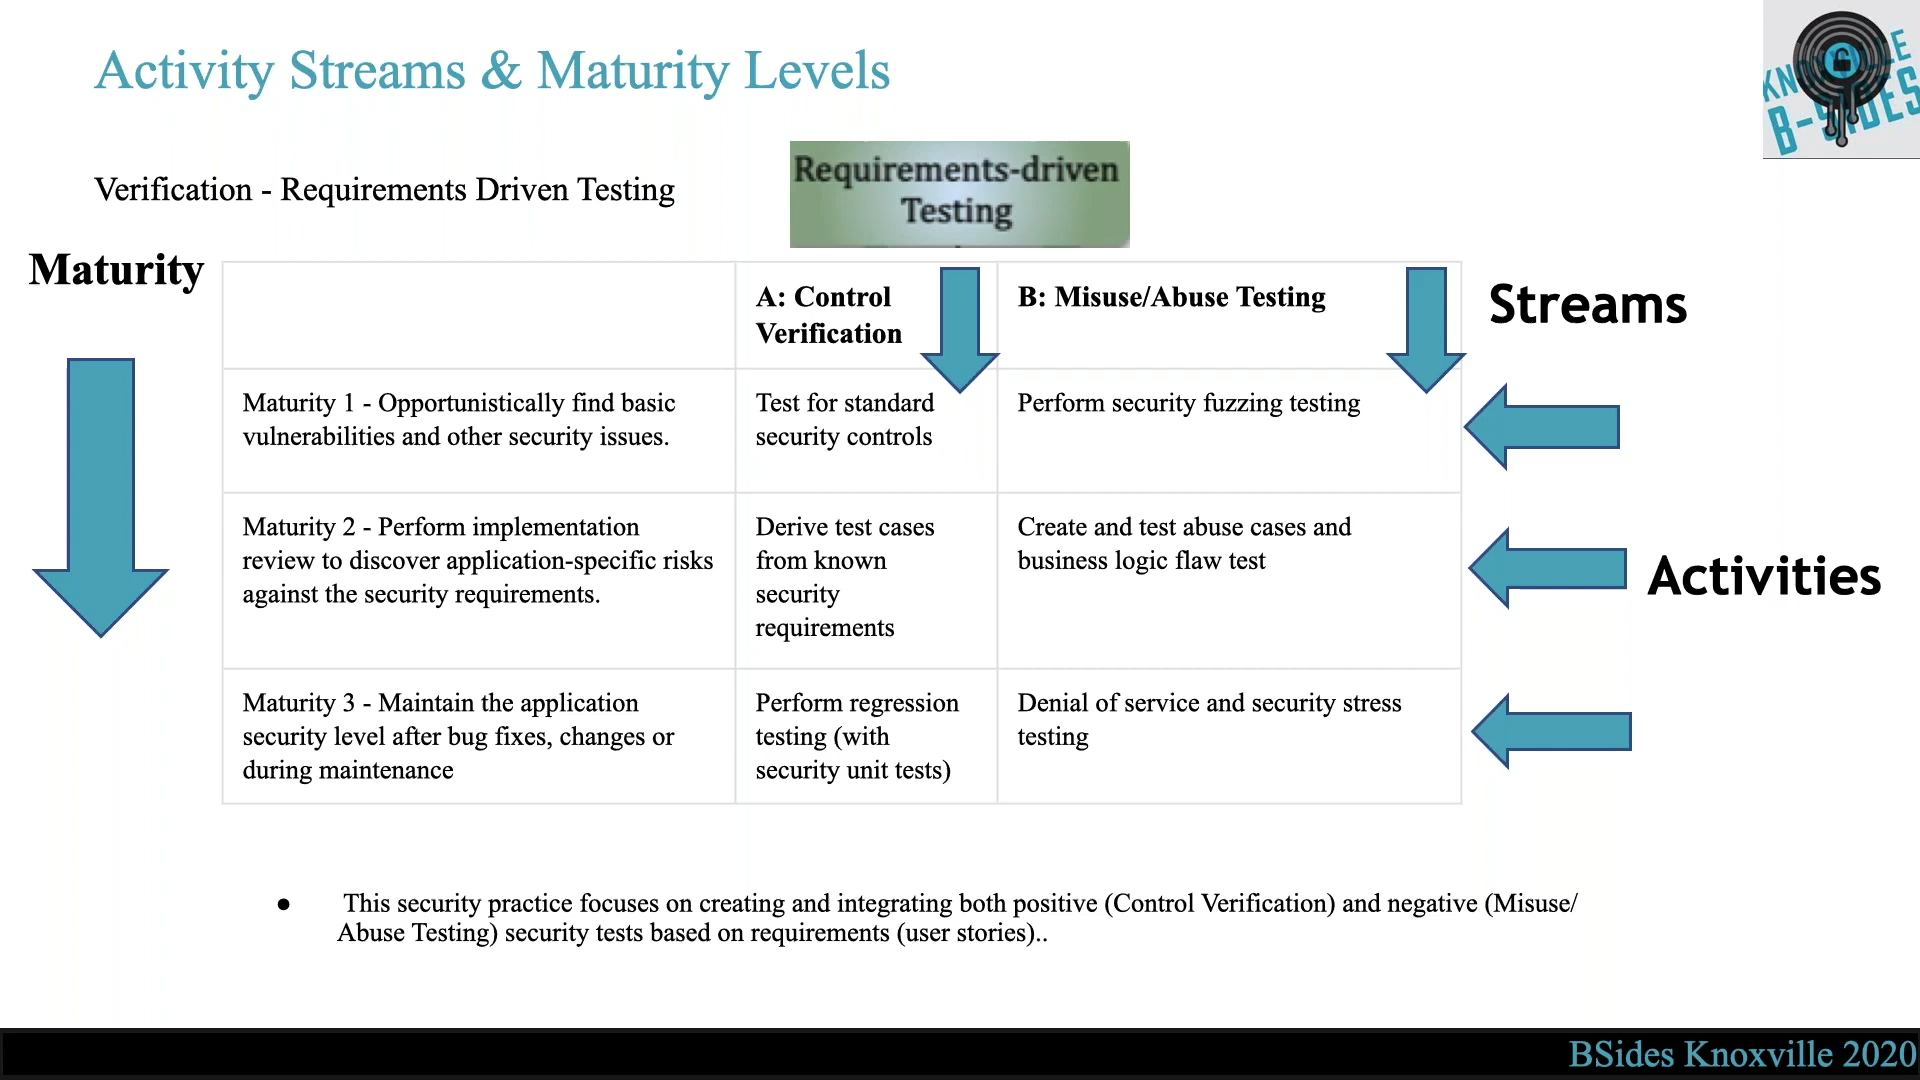 Activity Streams & Maturity Levels
KNOXVILLE
B-SIDES
Verification - Requirements Driven Testing
Requirements-driven
Testing
Maturity
A: Control
Verification
B: Misuse/Abuse Testing
Streams
Maturity 1 - Opportunistically find basic
vulnerabilities and other security issues.
Test for standard
security controls
Perform security fuzzing testing
Maturity 2 - Perform implementation
review to discover application-specific risks
against the security requirements.
Derive test cases
from known
security
requirements
Create and test abuse cases and
business logic flaw test
Activities
Maturity 3 - Maintain the application
security level after bug fixes, changes or
during maintenance
Perform regression
testing (with
security unit tests)
Denial of service and security stress
testing
● This security practice focuses on creating and integrating both positive (Control Verification) and negative (Misuse/
Abuse Testing) security tests based on requirements (user stories)..
BSides Knoxville 2020